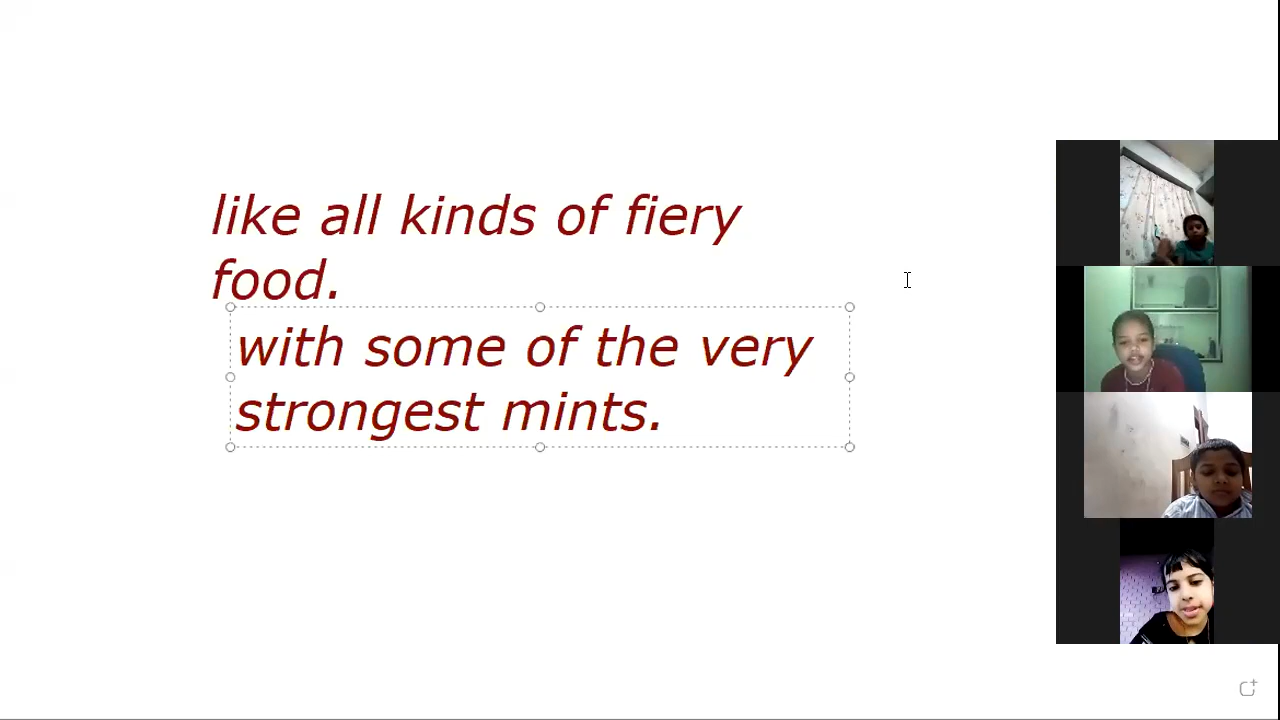 like all kinds of fiery
food.
with some of the very
strongest mints.